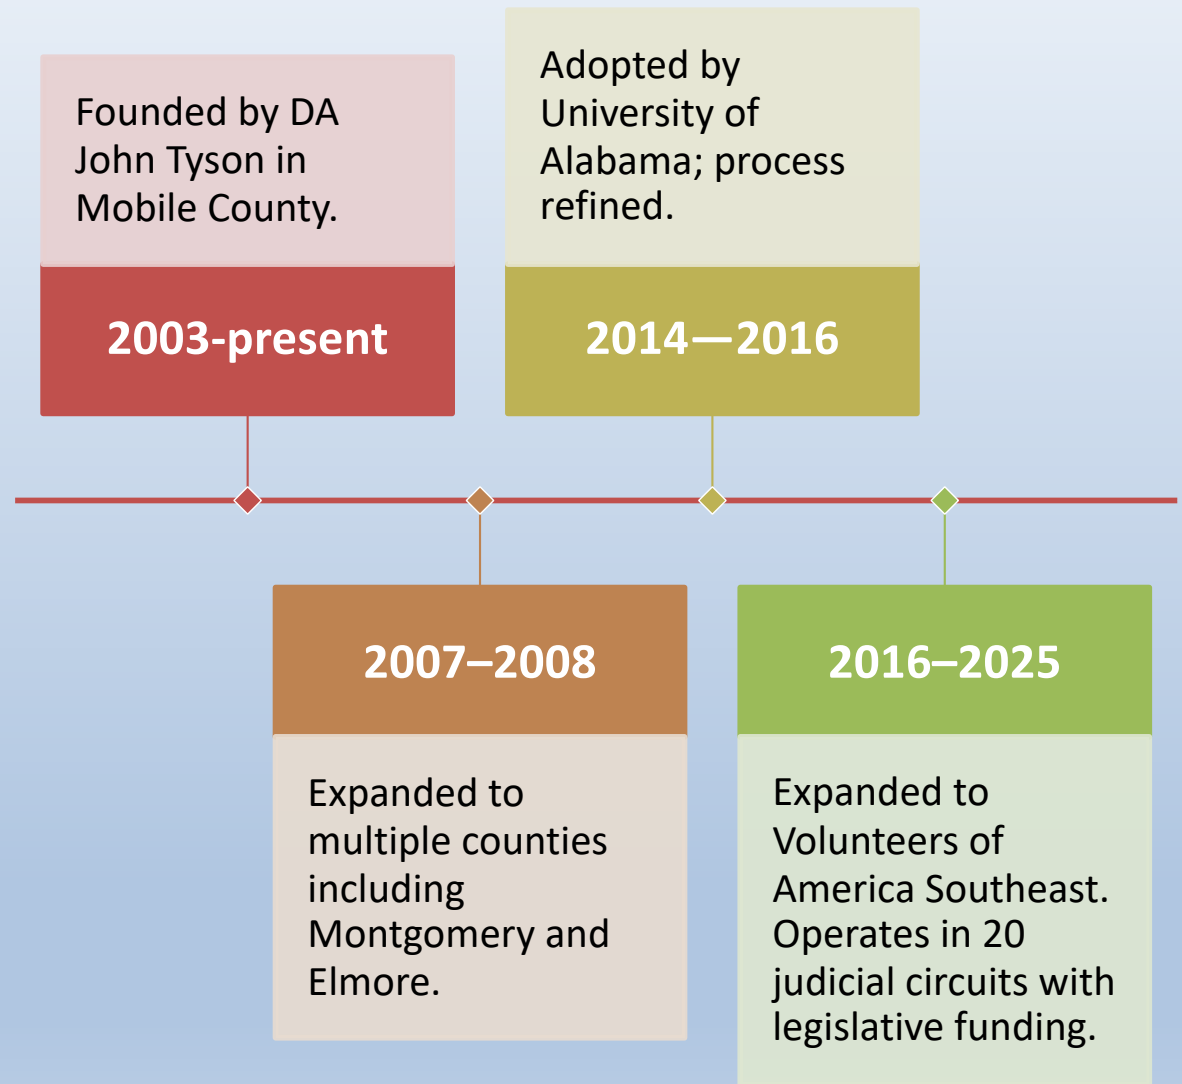 Founded by DA
John Tyson in
Mobile County.
2003-present
2007–2008
Expanded to
multiple counties
including
Montgomery and
Elmore.
Adopted by
University of
Alabama; process
refined.
2014—2016
2016–2025
Expanded to
Volunteers of
America Southeast.
Operates in 20
judicial circuits with
legislative funding.